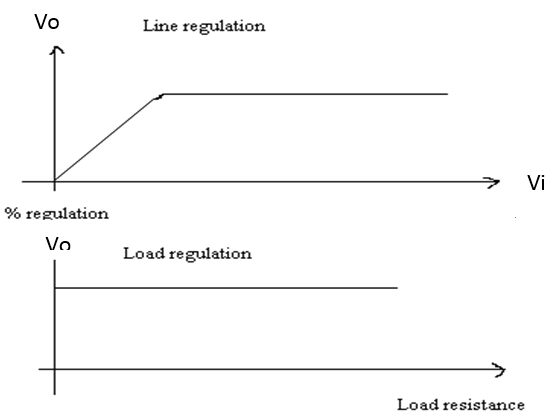 Vo
Line regulation
Vi
% regulation
Vo
Load regulation
Load resistance